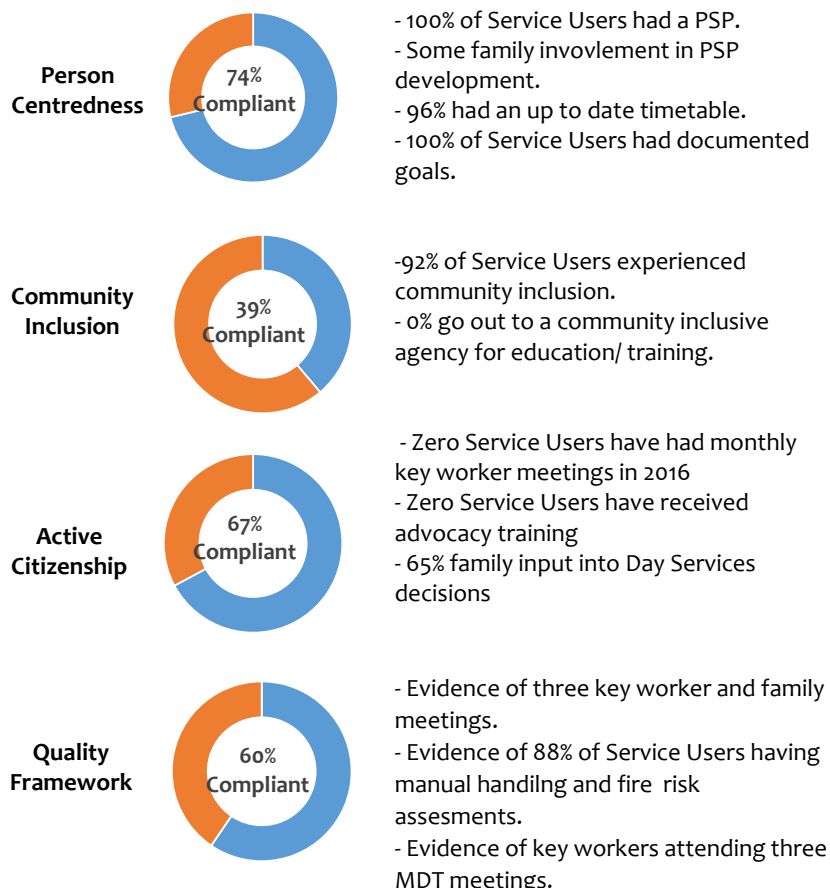 Person
Centredness
74%
Compliant
- 100% of Service Users had a PSP.
- Some family invovlement in PSP
development.
- 96% had an up to date timetable.
- 100% of Service Users had documented
goals.
Community
Inclusion
39%
Compliant
-92% of Service Users experienced
community inclusion.
- 0% go out to a community inclusive
agency for education/ training.
Active
Citizenship
67%
Compliant
- Zero Service Users have had monthly
key worker meetings in 2016
- Zero Service Users have received
advocacy training
- 65% family input into Day Services
decisions
Quality
Framework
60%
Compliant
- Evidence of three key worker and family
meetings.
- Evidence of 88% of Service Users having
manual handilng and fire risk
assesments.
- Evidence of key workers attending three
MDT meetings.